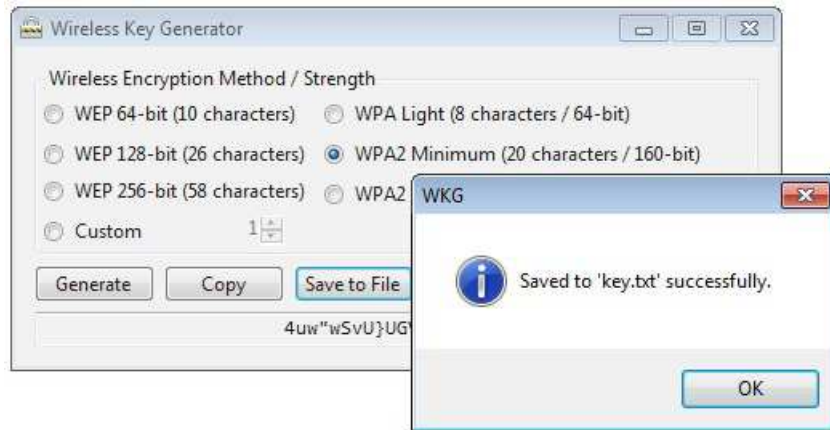 Wireless Key Generator
Wireless Encryption Method / Strength
WEP 64-bit (10 characters) WPA Light (8 characters / 64-bit)
WEP 128-bit (26 characters) WPA2 Minimum (20 characters / 160-bit)
WEP 256-bit (58 characters) WPA2
Custom 1
WKG
Saved to 'key.txt' successfully.
Generate Copy Save to File
4uw"wSvU}UG
OK